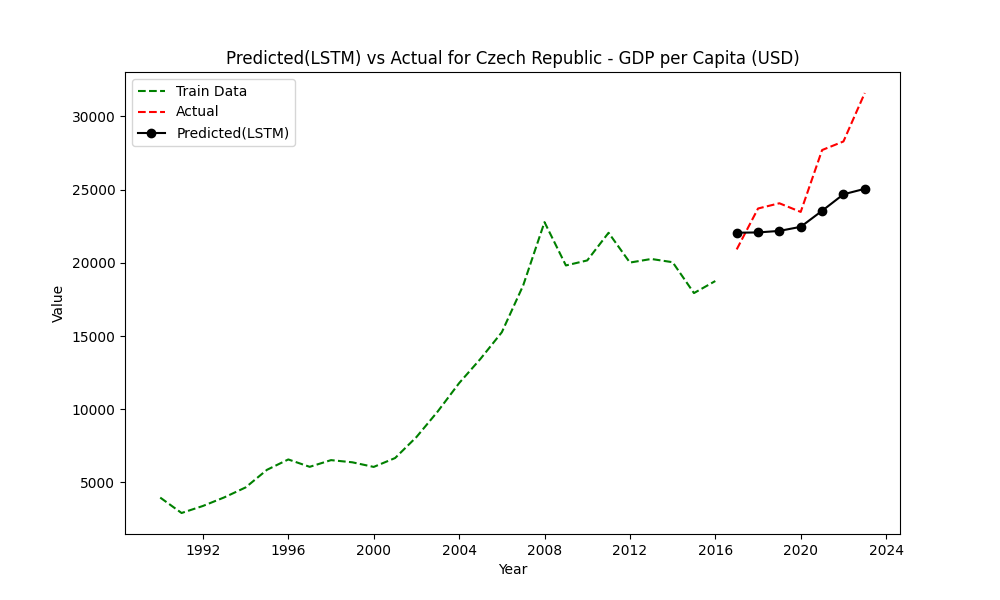 Predicted(LSTM) vs Actual for Czech Republic - GDP per Capita (USD)
Train Data
Actual
Predicted(LSTM)
Value
30000
25000
20000
15000
10000
5000
1992 1996 2000 2004 2008 2012 2016 2020 2024
Year